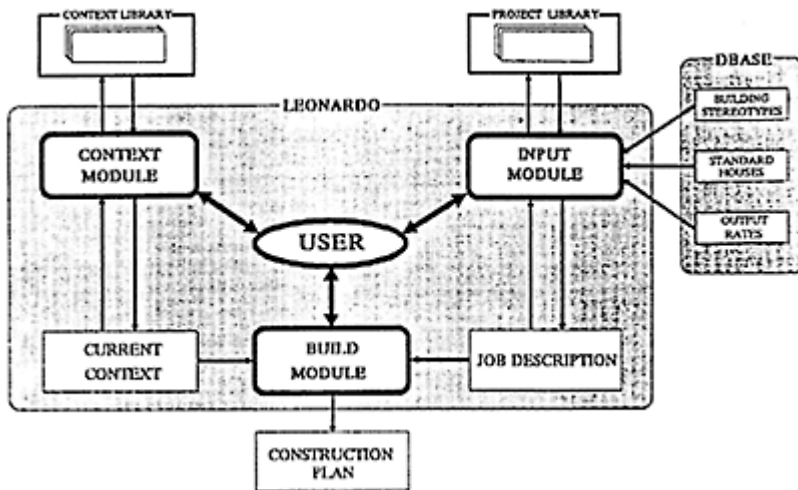 CONTEXT LIBRARY
PROJECT LIBRARY
DBASE
LEONARDO
BUILDING
STEREOTYPES
CONTEXT
MODULE
INPUT
MODULE
STANDARD
HOUSES
USER
OUTPUT
RATES
CURRENT
CONTEXT
BUILD
MODULE
JOB DESCRIPTION
CONSTRUCTION
PLAN